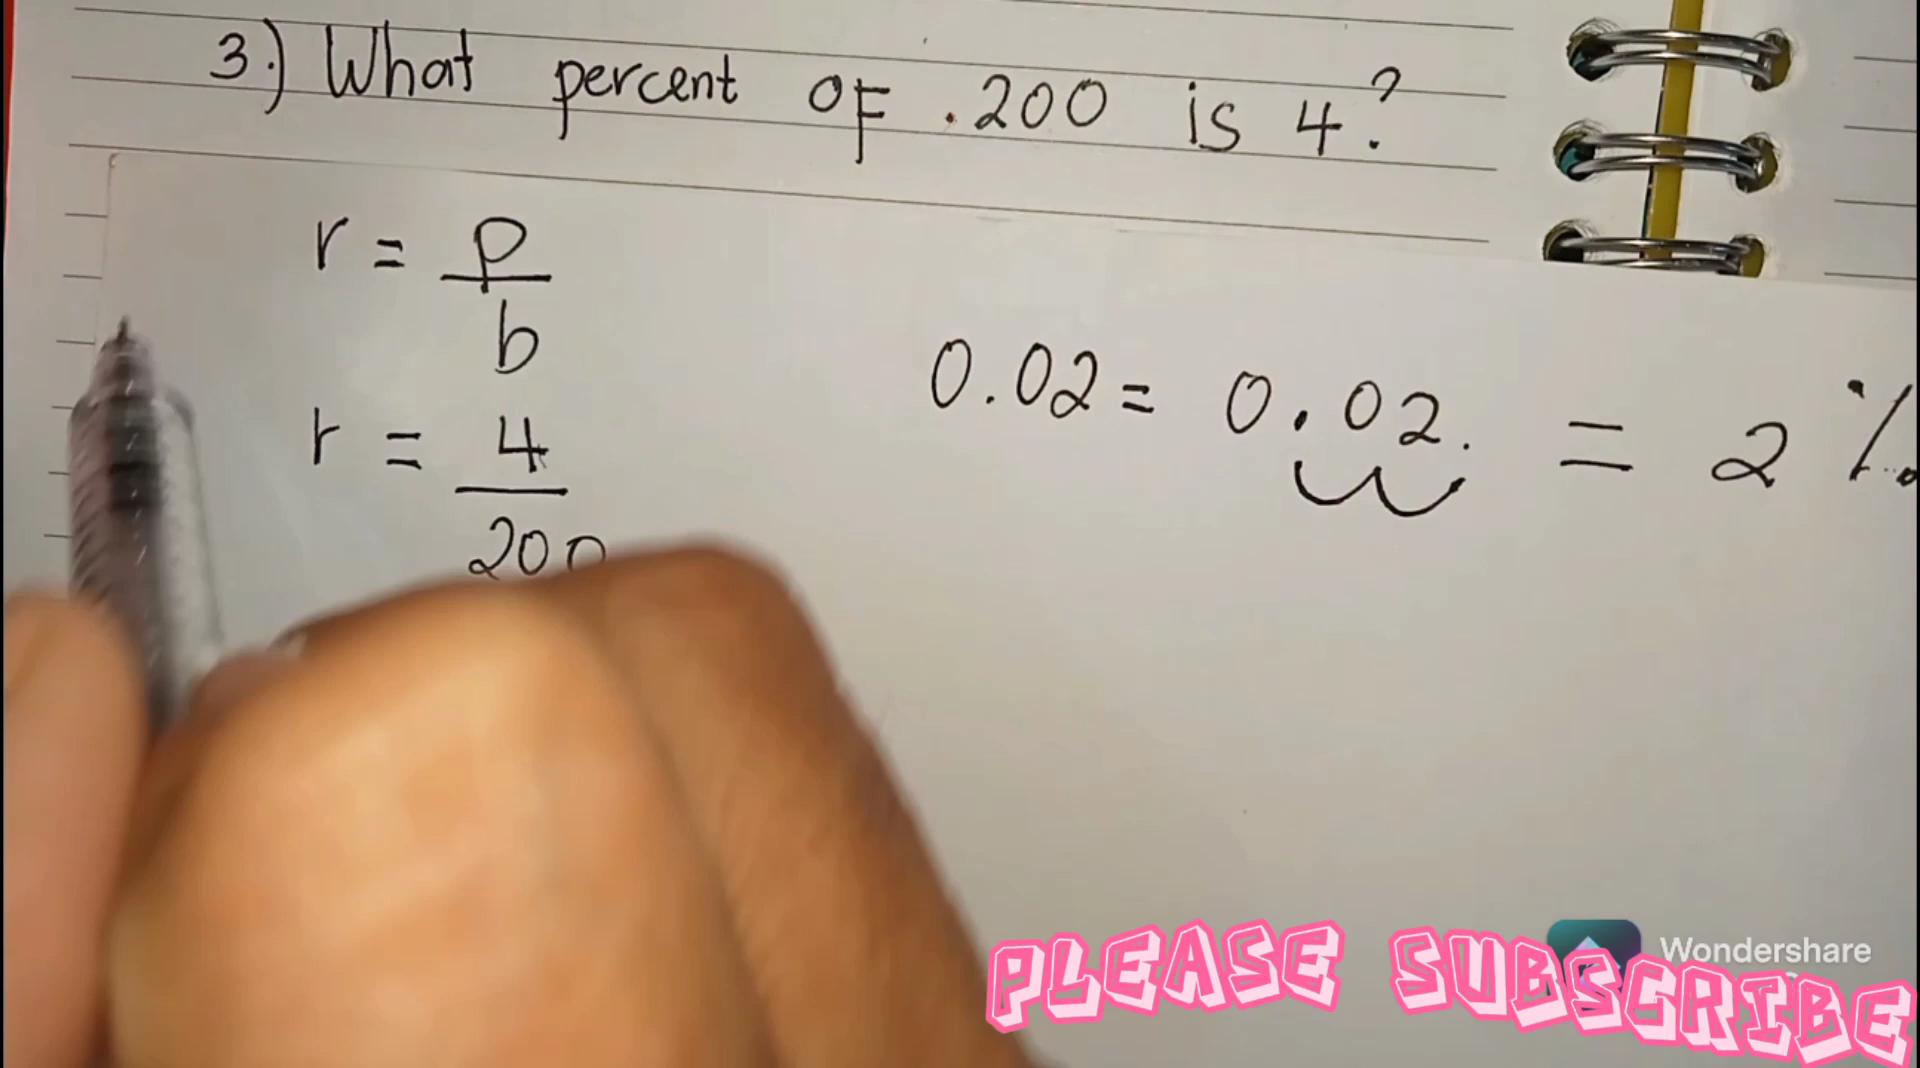 3.) What percent of .200 is 4?
r = p
b
r = 4
200
0.02 = 0.02. = 2 %
PLEASE SUBSCRIBE
Wondershare